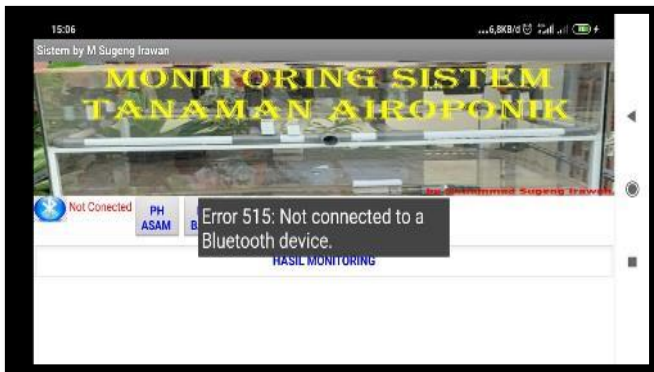 15:06
...6,8KB/d
Sistem by M Sugeng Irawan
MONITORING SISTEM
TANAMAN AIROPONIK
by Muhammad Sugeng Irawan
Not Conected
PH
ASAM
Error 515: Not connected to a
Bluetooth device.
HASIL MONITORING